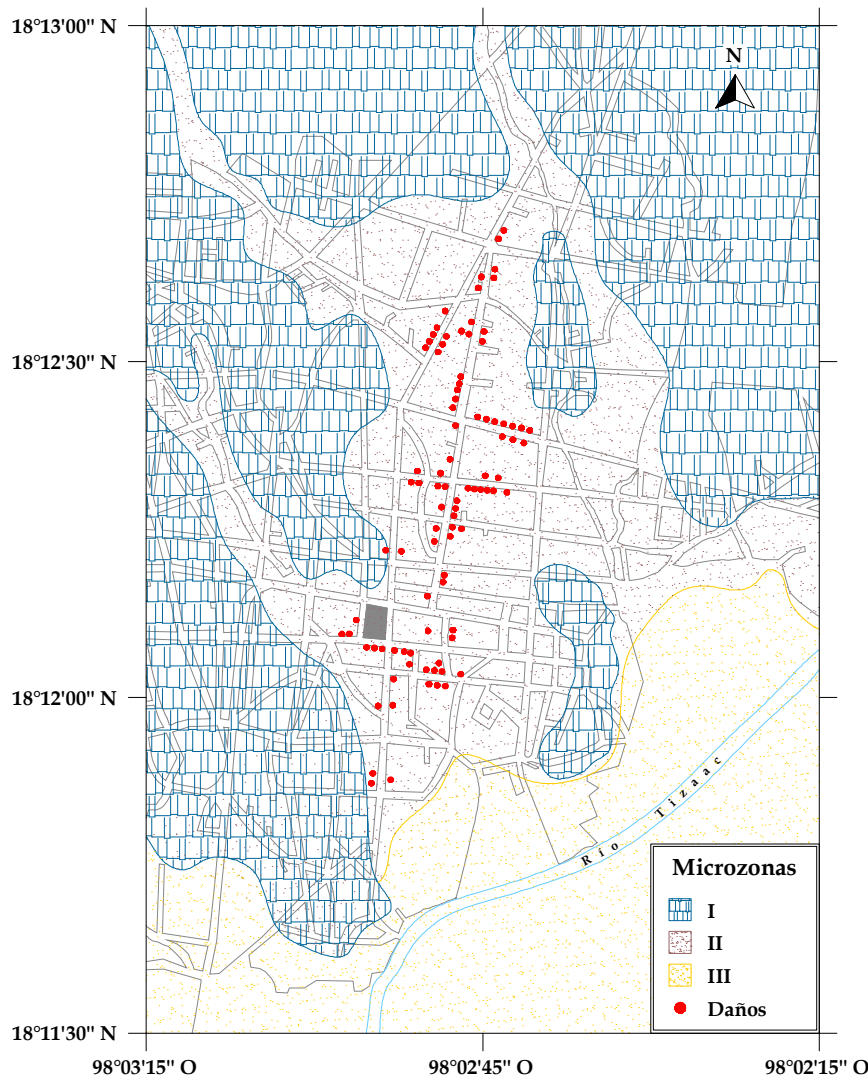 18°13'00" N
N
18°12'30" N
18°12'00" N
Río Tizaac
Microzonas
I
II
III
Daños
18°11'30" N
98°03'15" O
98°02'45" O
98°02'15" O